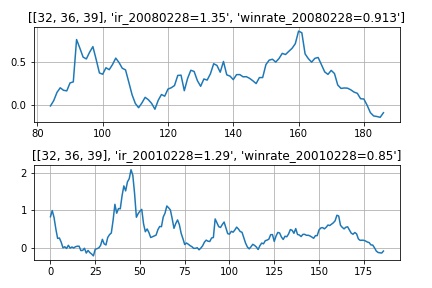 [[32, 36, 39], 'ir_20080228=1.35', 'winrate_20080228=0.913']
0.5
0.0
80 100 120 140 160 180
[[32, 36, 39], 'ir_20010228=1.29', 'winrate_20010228=0.85']
2
1
0
0 25 50 75 100 125 150 175